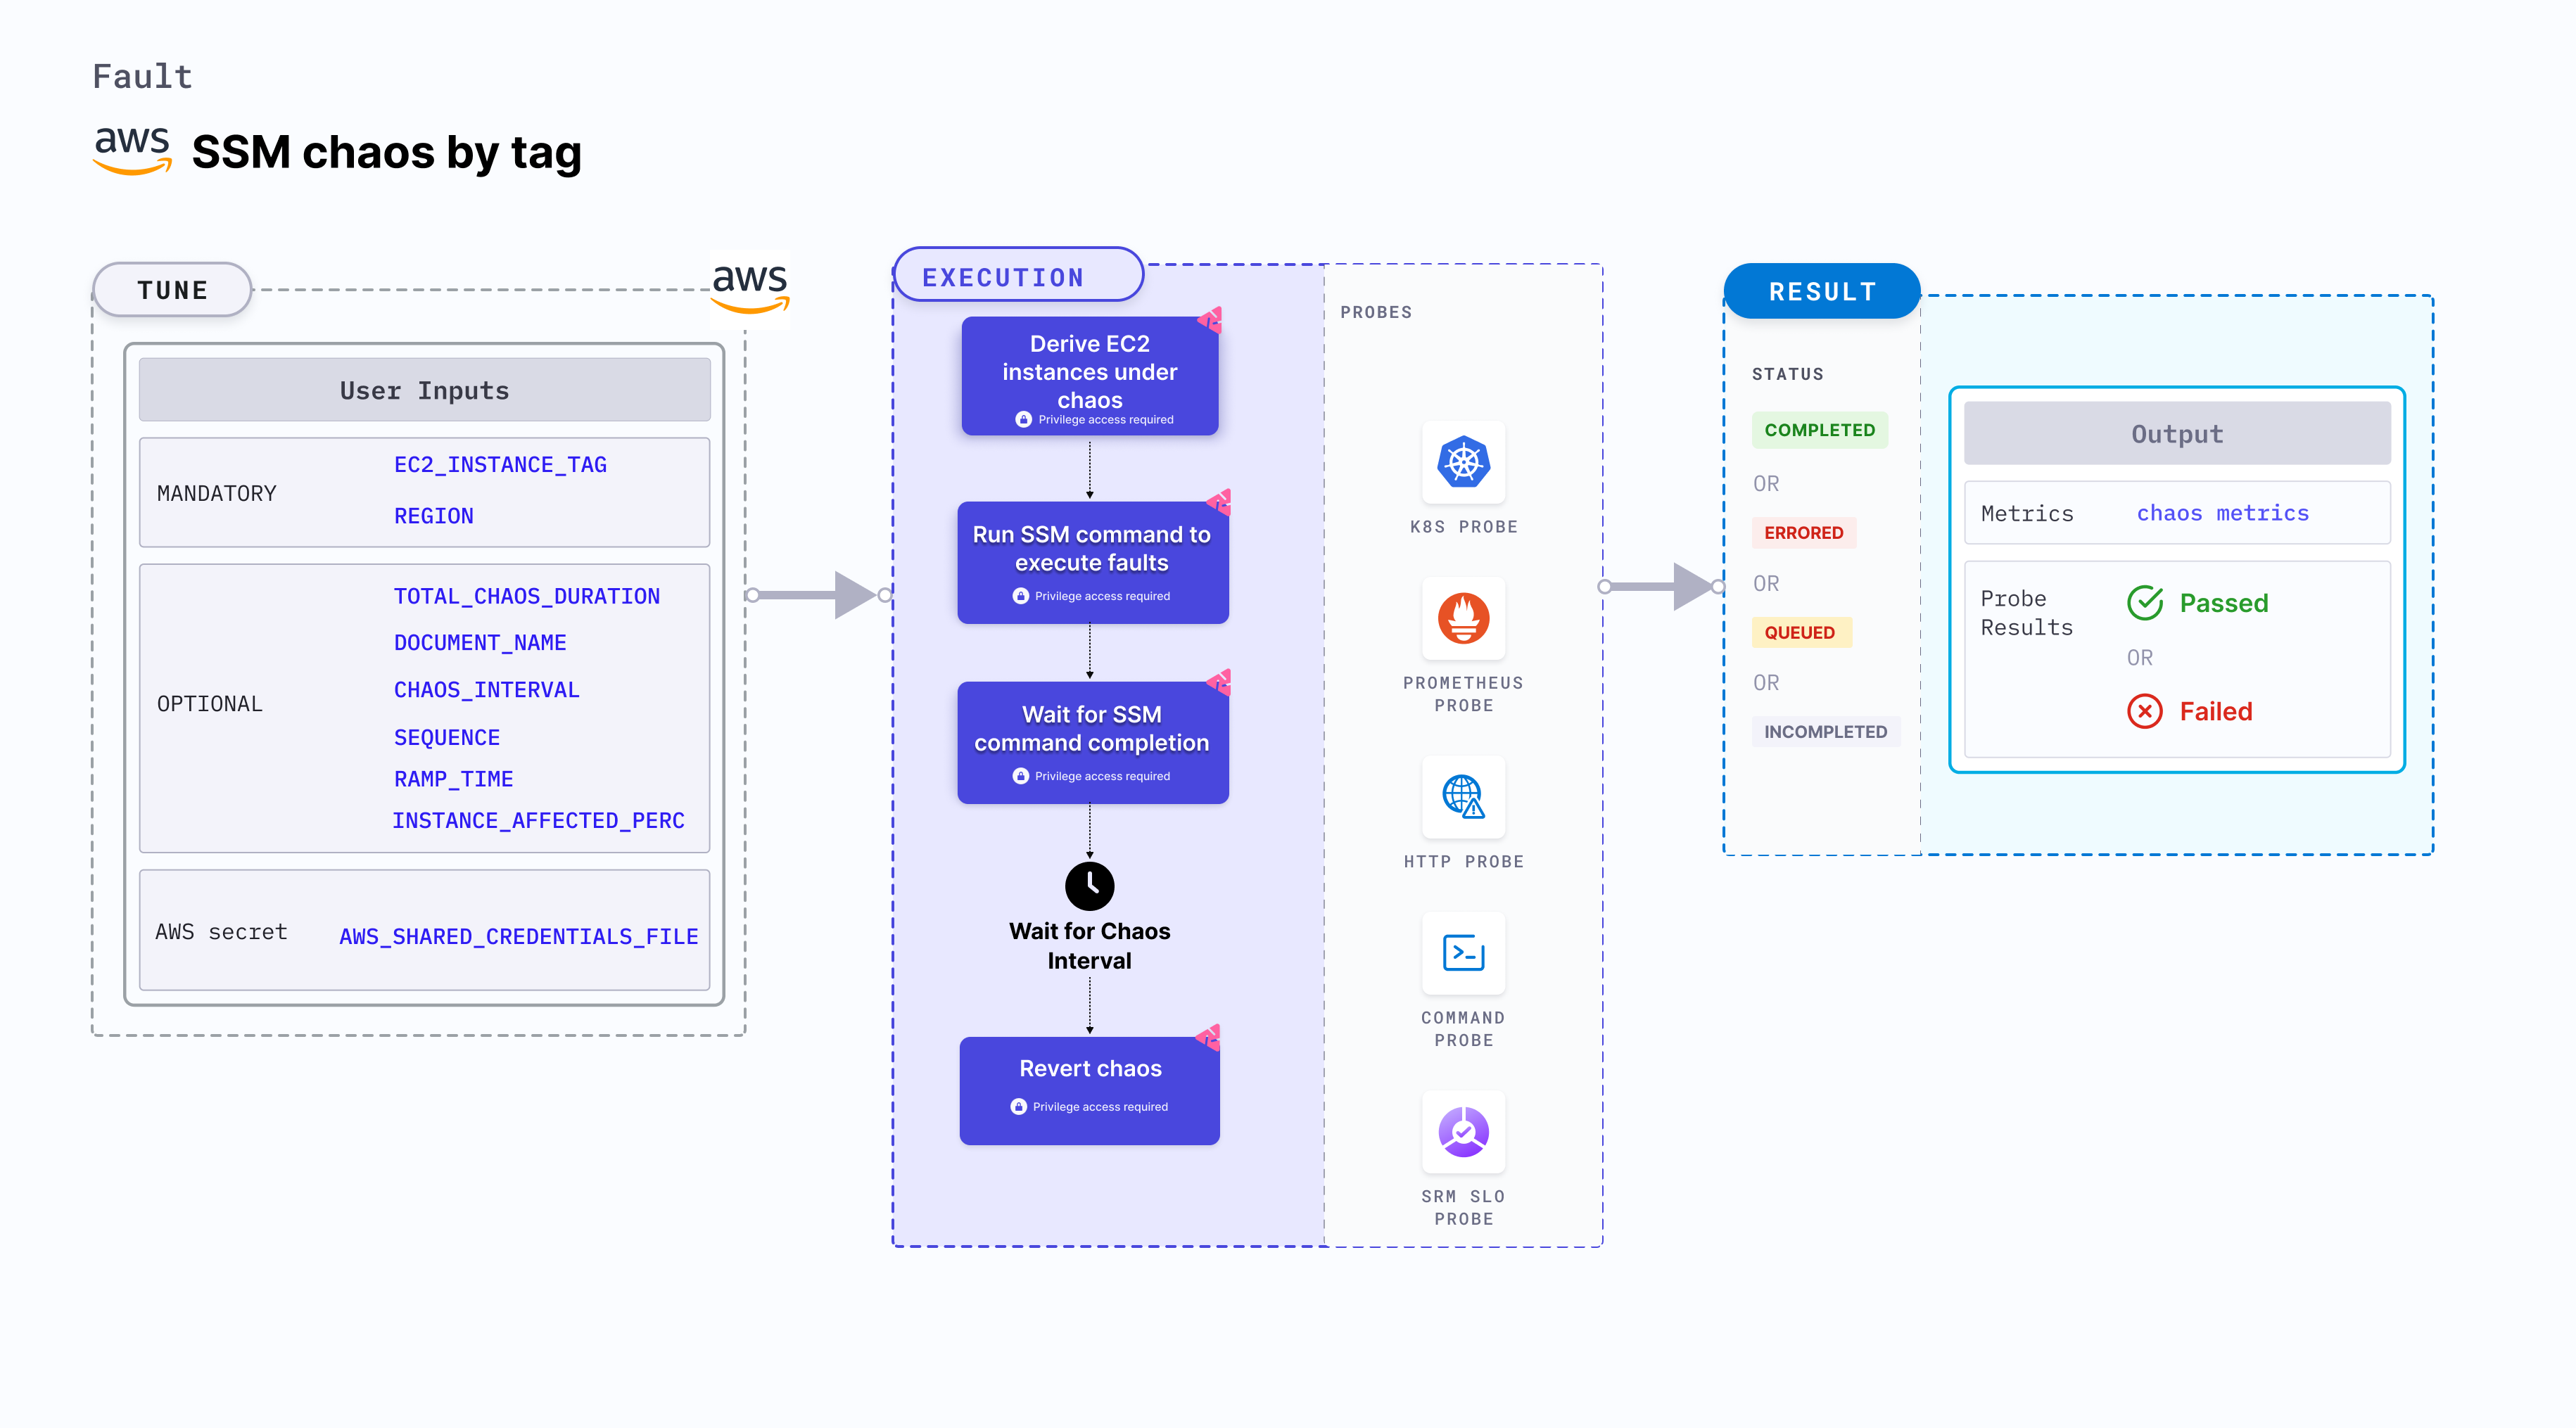 Fault
aws SSM chaos by tag
TUNE
aws
User Inputs
MANDATORY
EC2_INSTANCE_TAG
REGION
OPTIONAL
TOTAL_CHAOS_DURATION
DOCUMENT_NAME
CHAOS_INTERVAL
SEQUENCE
RAMP_TIME
INSTANCE_AFFECTED_PERC
AWS secret
AWS_SHARED_CREDENTIALS_FILE
EXECUTION
Derive EC2
instances under
chaos
Privilege access required
Run SSM command to
execute faults
Privilege access required
Wait for SSM
command completion
Privilege access required
Wait for Chaos
Interval
Revert chaos
Privilege access required
PROBES
K8S PROBE
PROMETHEUS
PROBE
HTTP PROBE
COMMAND
PROBE
SRM SLO
PROBE
RESULT
STATUS
COMPLETED
OR
ERRORED
OR
QUEUED
OR
INCOMPLETED
Output
Metrics
chaos metrics
Probe
Results
Passed
OR
Failed